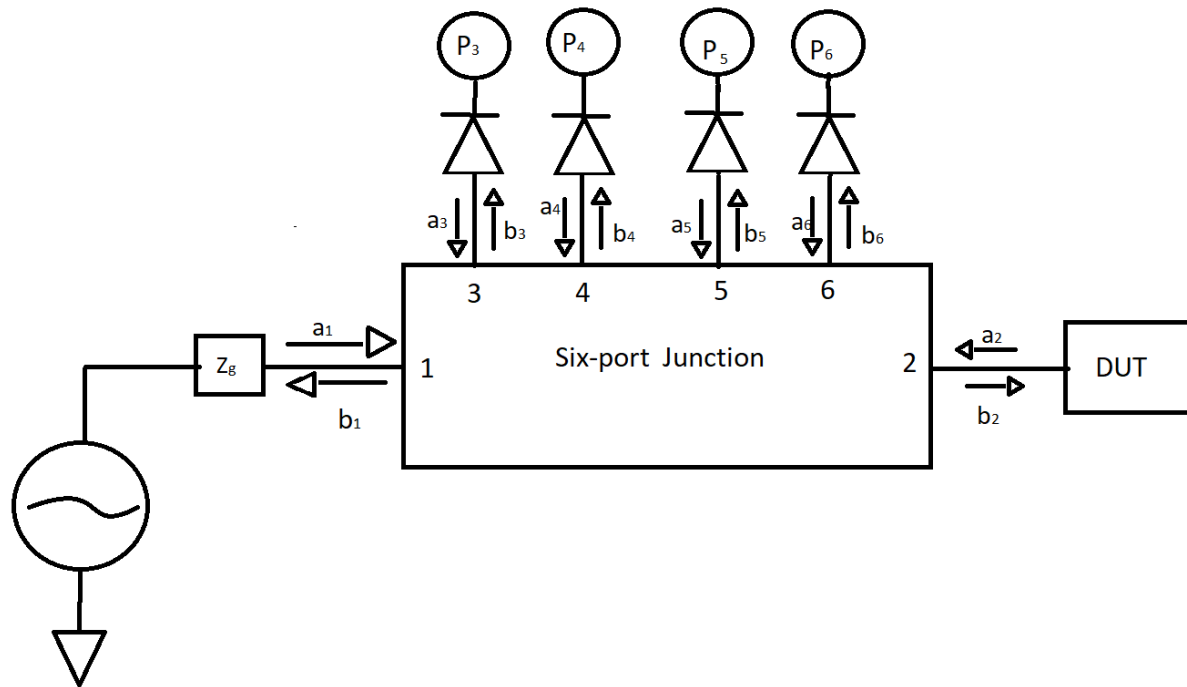 P₃ P₄ P₅ P₆
a₃ b₃ a₄ b₄ a₅ b₅ a₆ b₆
3 4 5 6
a₁
Zg 1 Six-port Junction 2 a₂ DUT
b₁ b₂